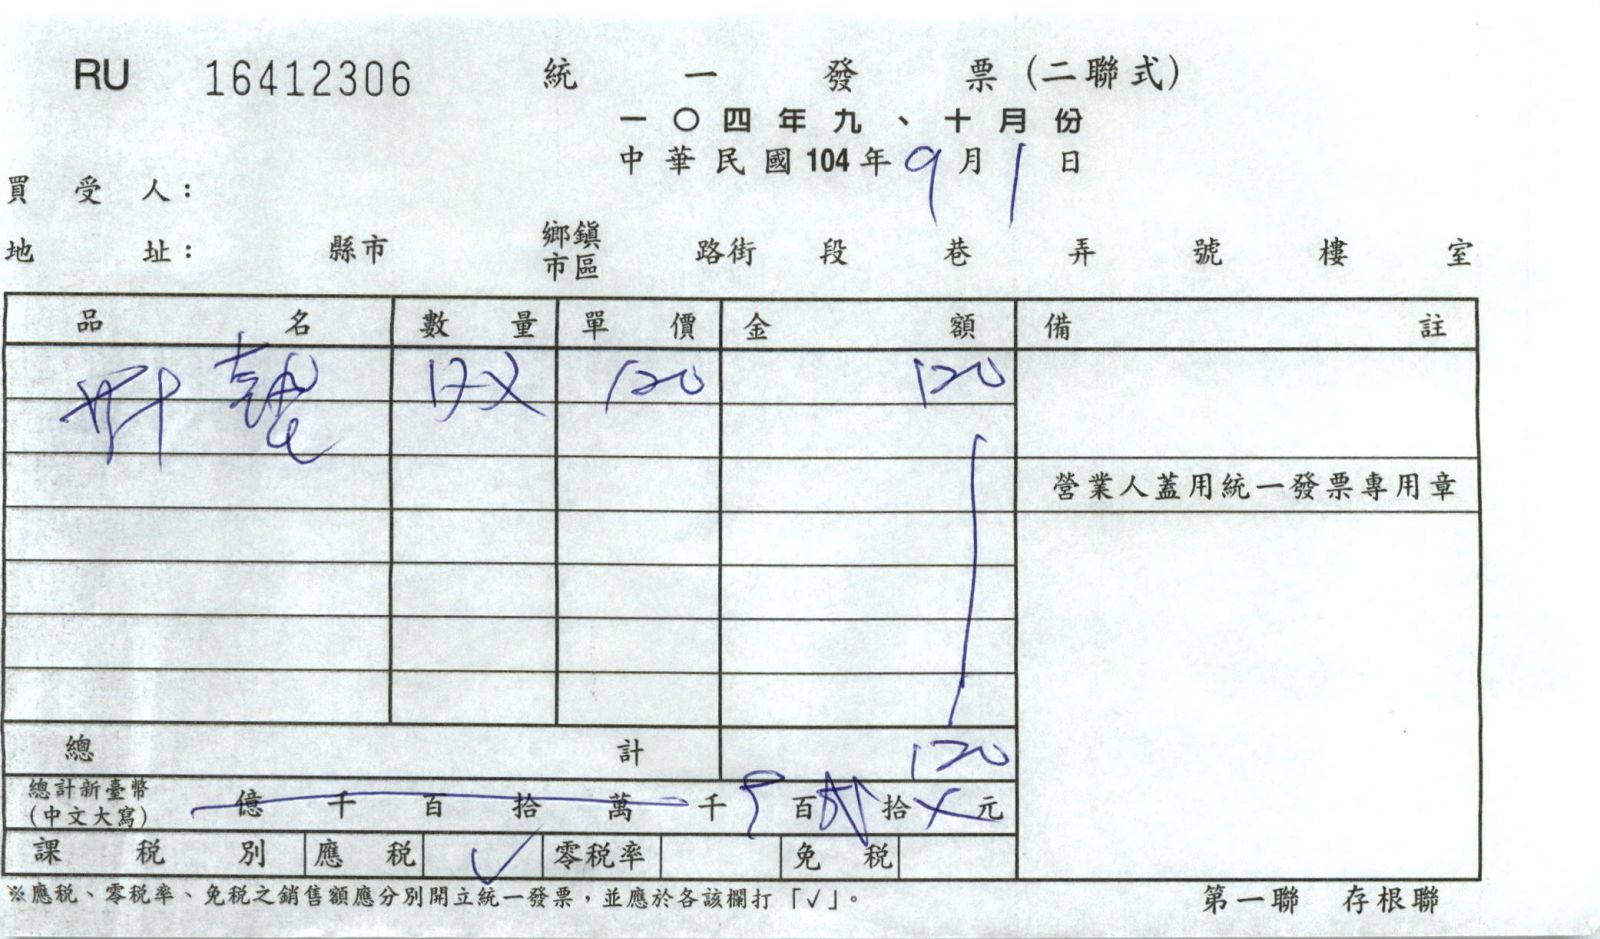 RU 16412306 統一發票(二聯式)
一〇四年九、十月份
中華民國104年9月1日
買受人:
地址: 縣市 鄉鎮市區 路街 段 巷 弄 號 樓 室
品名 數量 單價 金額 備註
120 120
營業人蓋用統一發票專用章
總計 120
總計新臺幣(中文大寫) 億 千 百 拾 萬 千 百 拾 元
課稅別 應稅 ✓ 零稅率 免稅
※應稅、零稅率、免稅之銷售額應分別開立統一發票,並應於各該欄打「✓」。
第一聯 存根聯